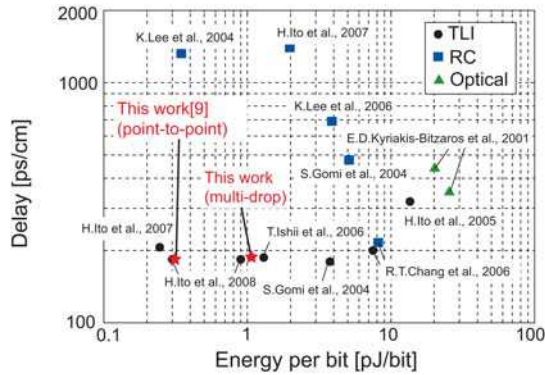 2000
1000
100
Delay [ps/cm]
K.Lee et al., 2004
H.Ito et al., 2007
TLI
RC
Optical
This work[9]
(point-to-point)
K.Lee et al., 2006
E.D.Kyriakis-Bitzaros et al., 2001
This work
(multi-drop)
S.Gomi et al., 2004
H.Ito et al., 2007
T.Ishii et al., 2006
H.Ito et al., 2005
H.Ito et al., 2008
S.Gomi et al., 2004
R.T.Chang et al., 2006
0.1 1 10 100
Energy per bit [pJ/bit]